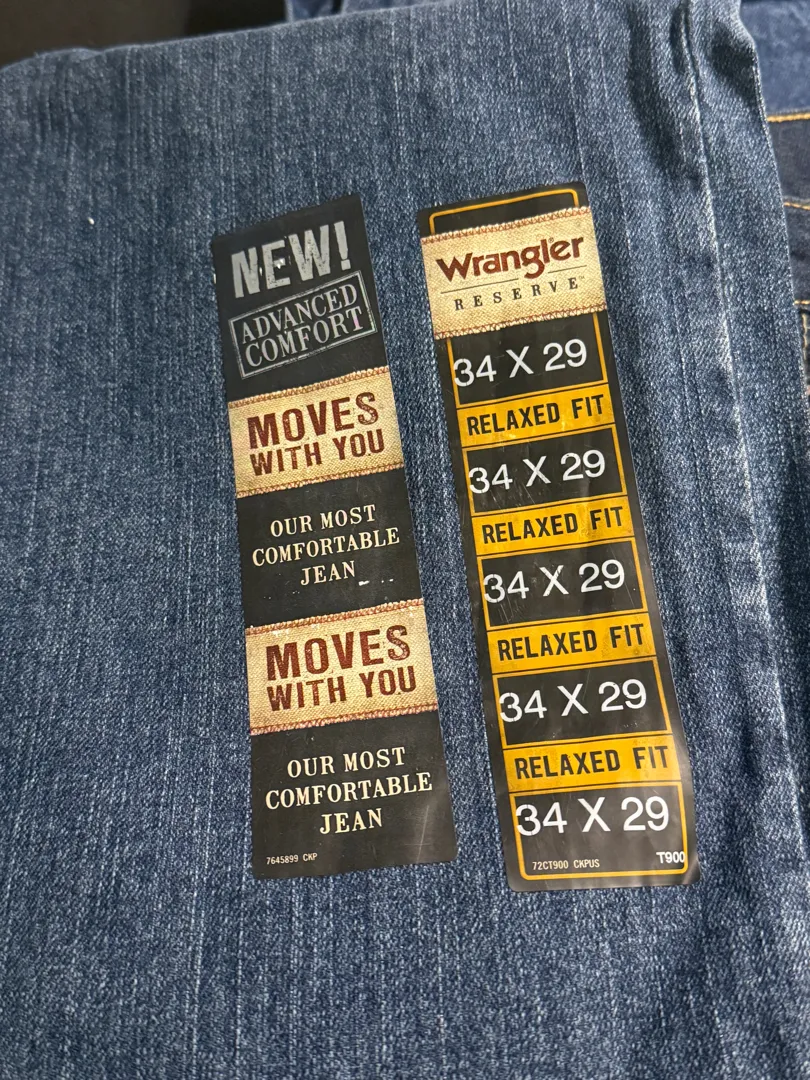 NEW!
ADVANCED
COMFORT
MOVES
WITH YOU
OUR MOST
COMFORTABLE
JEAN
MOVES
WITH YOU
OUR MOST
COMFORTABLE
JEAN
7645899 CKP
Wrangler
RESERVE™
34 X 29
RELAXED FIT
34 X 29
RELAXED FIT
34 X 29
RELAXED FIT
34 X 29
RELAXED FIT
34 X 29
72CT900 CKPUS T900